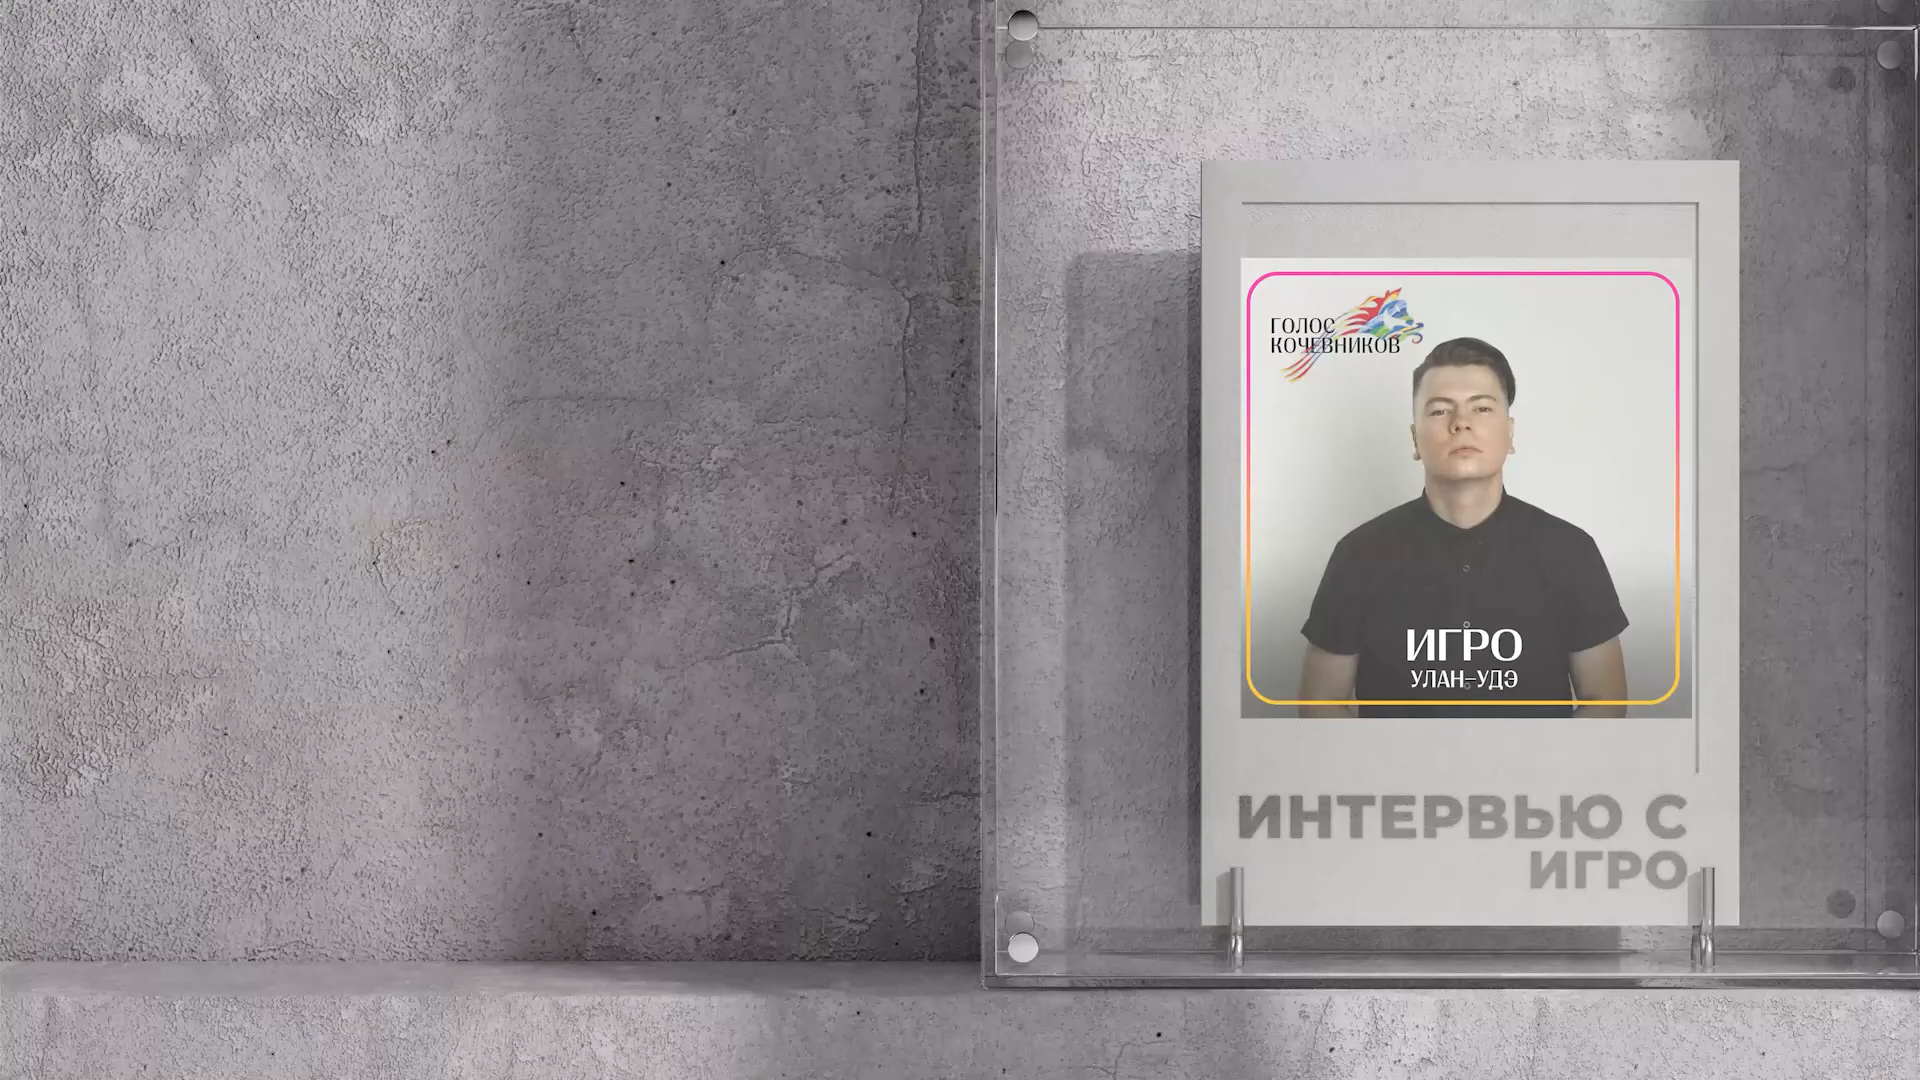 ГОЛОС
КОЧЕВНИКОВ
ИГРО
УЛАН-УДЭ
ИНТЕРВЬЮ С
ИГРО